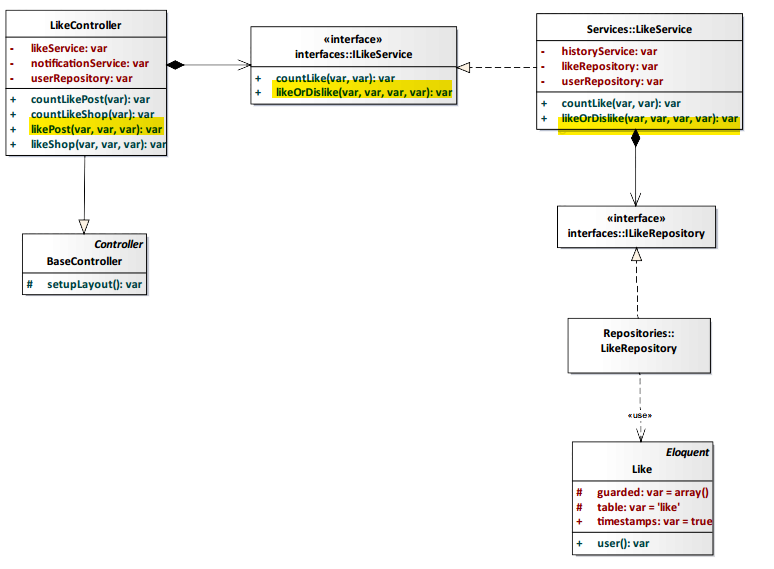 LikeController
- likeService: var
- notificationService: var
- userRepository: var
+ countLikePost(var): var
+ countLikeShop(var): var
+ likePost(var, var, var): var
+ likeShop(var, var, var): var
«interface»
interfaces::ILikeService
+ countLike(var, var): var
+ likeOrDislike(var, var, var, var): var
Services::LikeService
- historyService: var
- likeRepository: var
- userRepository: var
+ countLike(var, var): var
+ likeOrDislike(var, var, var, var): var
Controller
BaseController
# setupLayout(): var
«interface»
interfaces::ILikeRepository
Repositories::
LikeRepository
«use»
Eloquent
Like
# guarded: var = array()
# table: var = 'like'
+ timestamps: var = true
+ user(): var